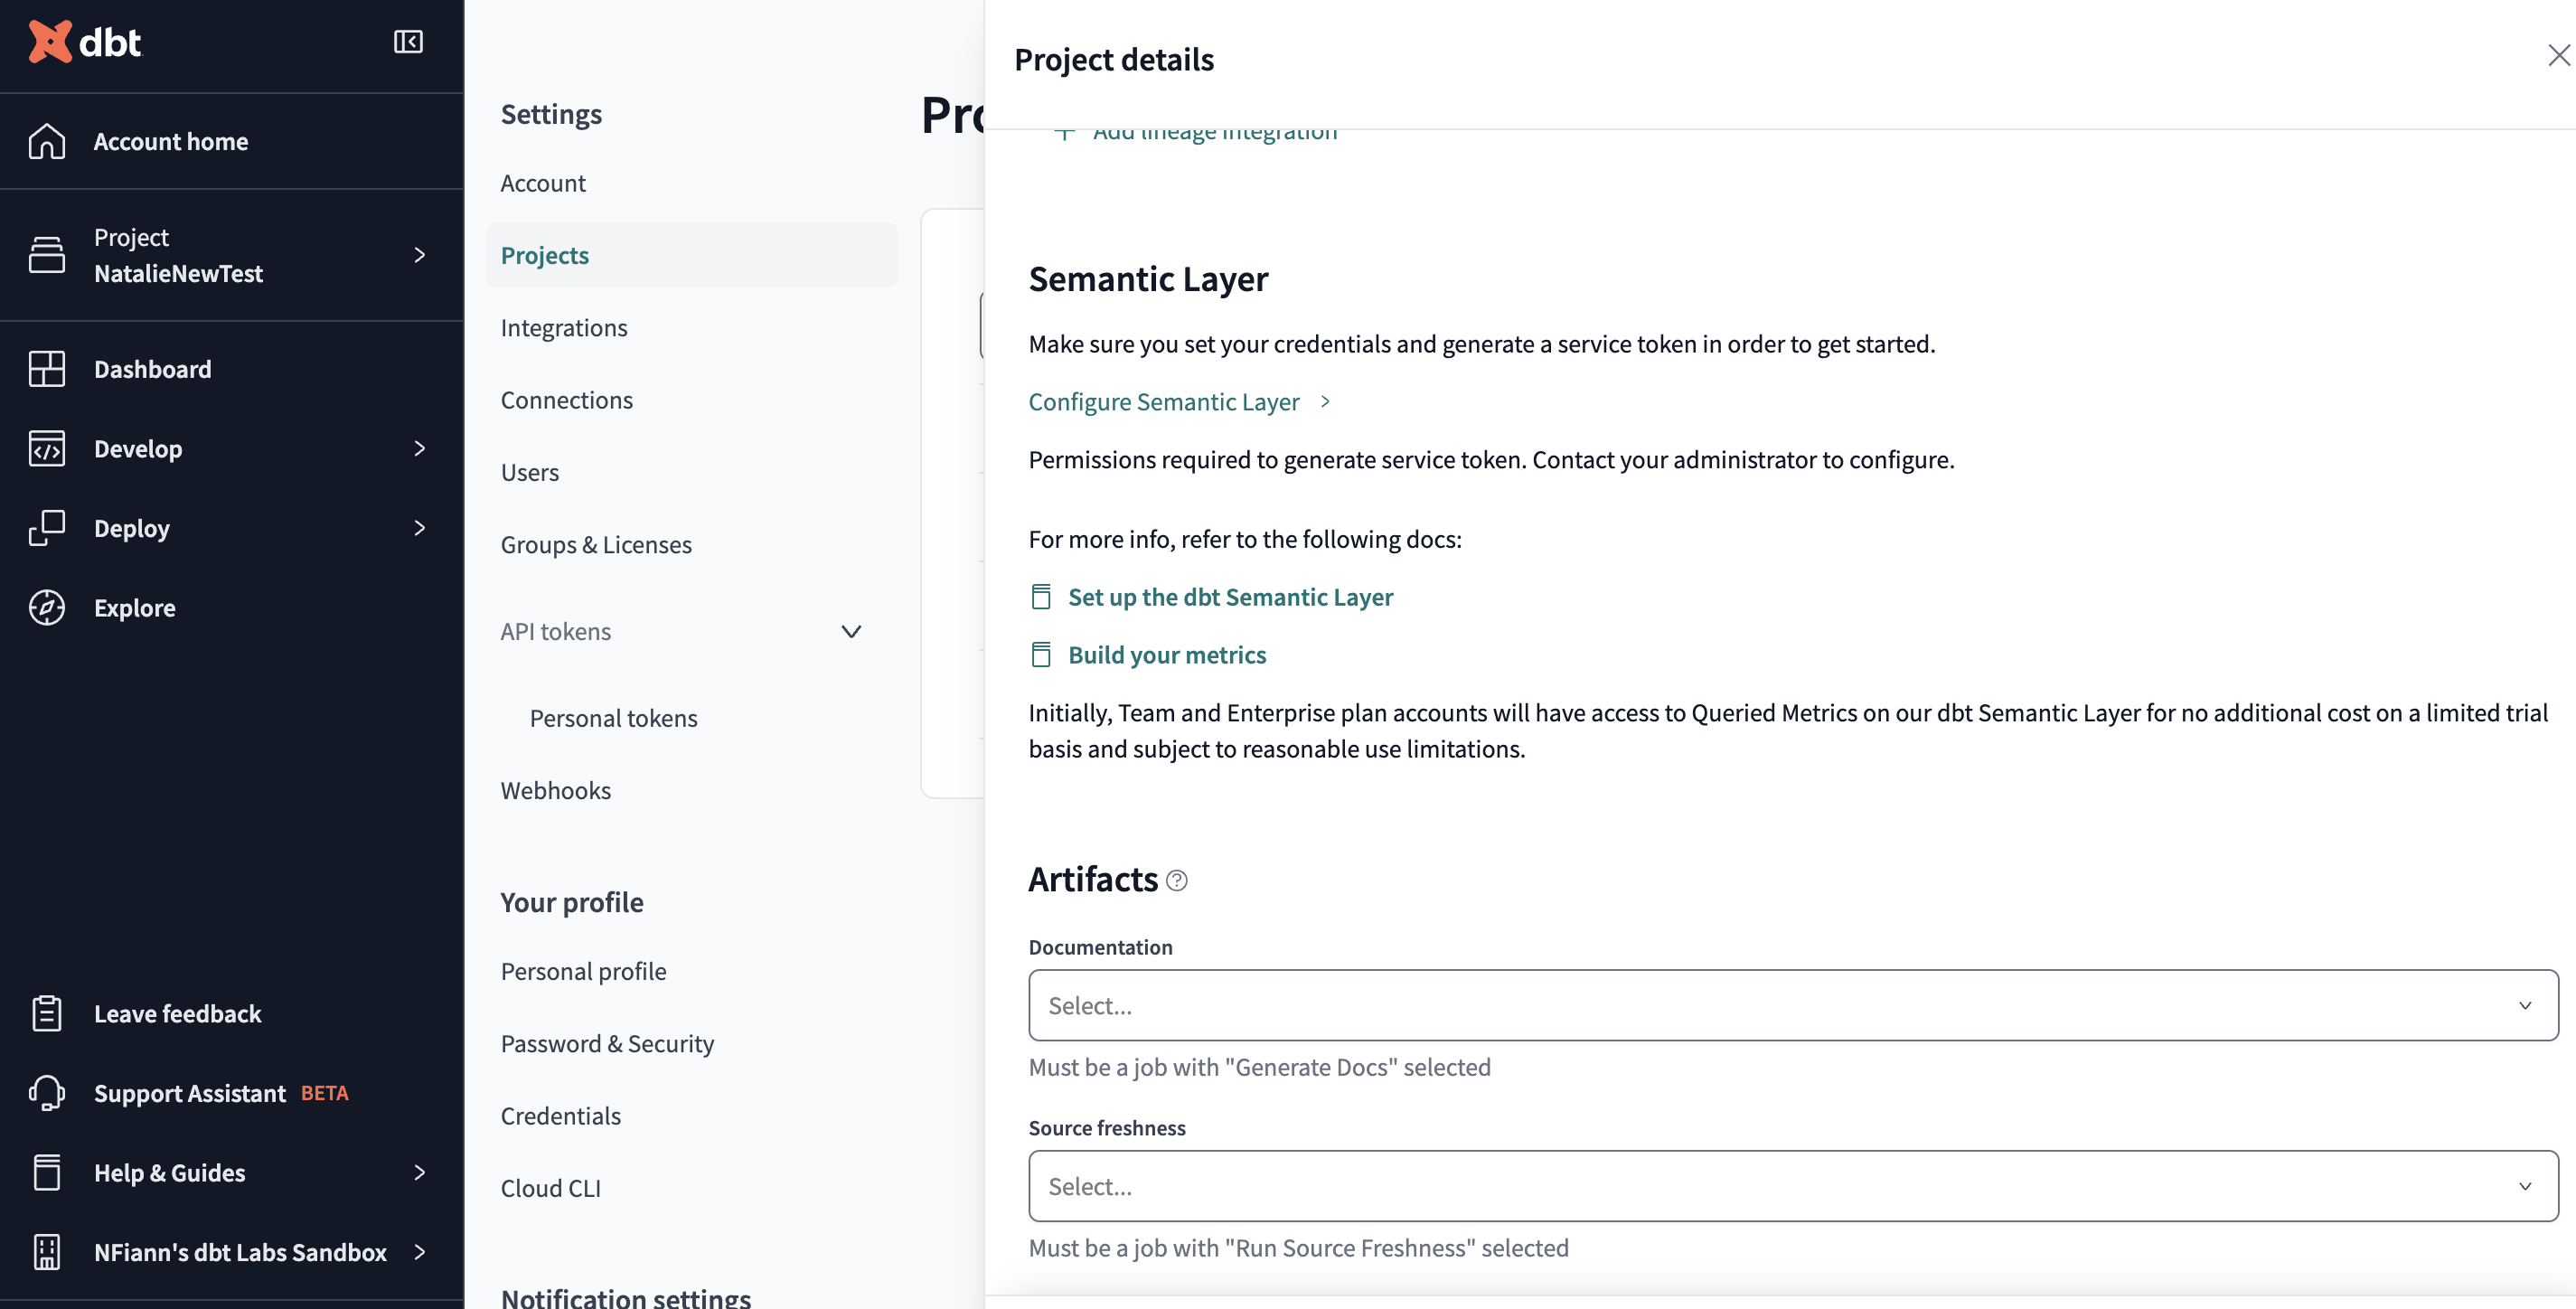 dbt
Account home
Project
NatalieNewTest
Dashboard
Develop
Deploy
Explore
Leave feedback
Support Assistant BETA
Help & Guides
NFiann's dbt Labs Sandbox
Settings
Account
Projects
Integrations
Connections
Users
Groups & Licenses
API tokens
Personal tokens
Webhooks
Your profile
Personal profile
Password & Security
Credentials
Cloud CLI
Notification settings
Pro
Project details
Add lineage integration
Semantic Layer
Make sure you set your credentials and generate a service token in order to get started.
Configure Semantic Layer
Permissions required to generate service token. Contact your administrator to configure.
For more info, refer to the following docs:
Set up the dbt Semantic Layer
Build your metrics
Initially, Team and Enterprise plan accounts will have access to Queried Metrics on our dbt Semantic Layer for no additional cost on a limited trial
basis and subject to reasonable use limitations.
Artifacts
Documentation
Select...
Must be a job with "Generate Docs" selected
Source freshness
Select...
Must be a job with "Run Source Freshness" selected